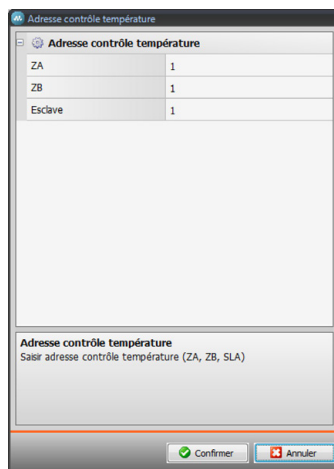 Adresse contrôle température
Adresse contrôle température
ZA 1
ZB 1
Esclave 1
Adresse contrôle température
Saisir adresse contrôle température (ZA, ZB, SLA)
Confirmer Annuler